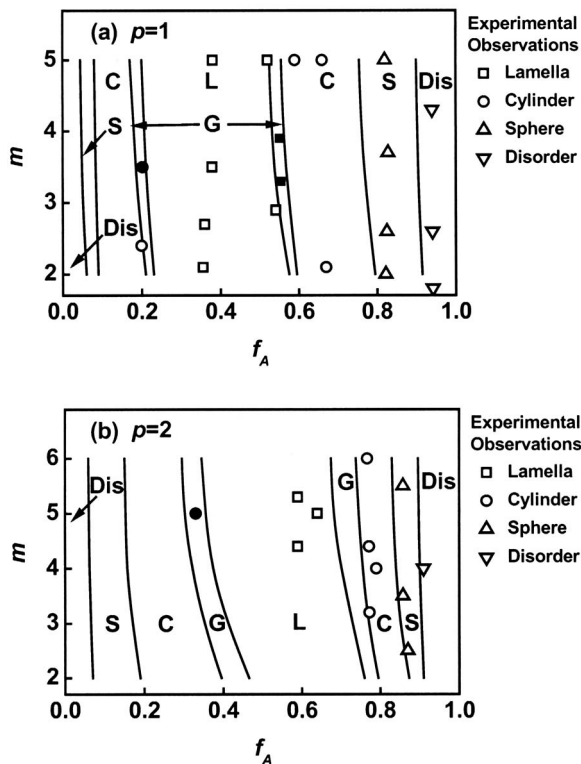 (a) p=1
5
4
3
2
m
C
L
C
S
Dis
S
G
Dis
0.0 0.2 0.4 0.6 0.8 1.0
f_A
Experimental
Observations
Lamella
Cylinder
Sphere
Disorder
(b) p=2
6
5
4
3
2
m
Dis
G
Dis
S
C
G
L
C
S
0.0 0.2 0.4 0.6 0.8 1.0
f_A
Experimental
Observations
Lamella
Cylinder
Sphere
Disorder